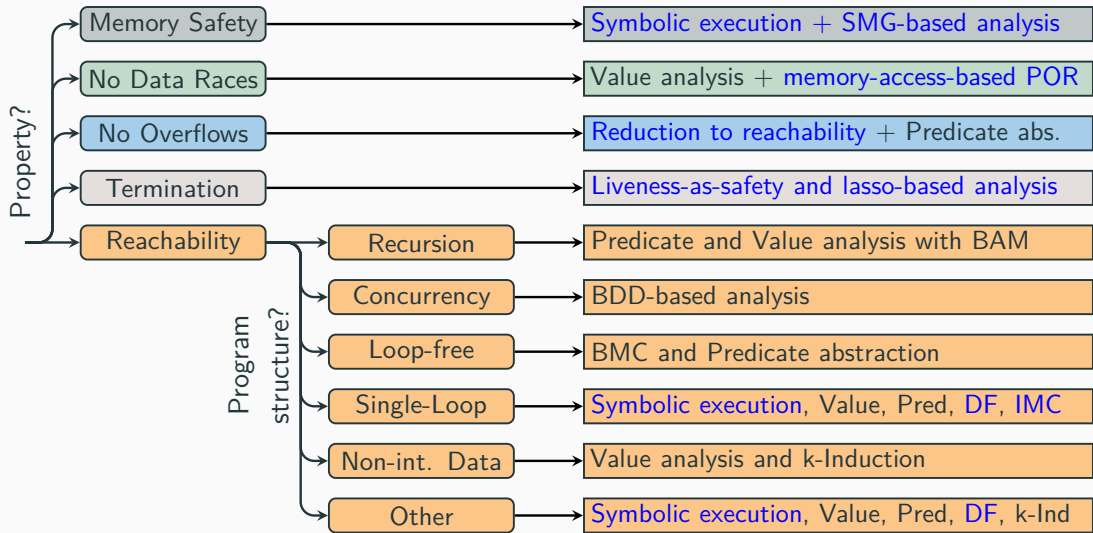 Property?
Memory Safety
Symbolic execution + SMG-based analysis
No Data Races
Value analysis + memory-access-based POR
No Overflows
Reduction to reachability + Predicate abs.
Termination
Liveness-as-safety and lasso-based analysis
Reachability
Program
structure?
Recursion
Predicate and Value analysis with BAM
Concurrency
BDD-based analysis
Loop-free
BMC and Predicate abstraction
Single-Loop
Symbolic execution, Value, Pred, DF, IMC
Non-int. Data
Value analysis and k-Induction
Other
Symbolic execution, Value, Pred, DF, k-Ind